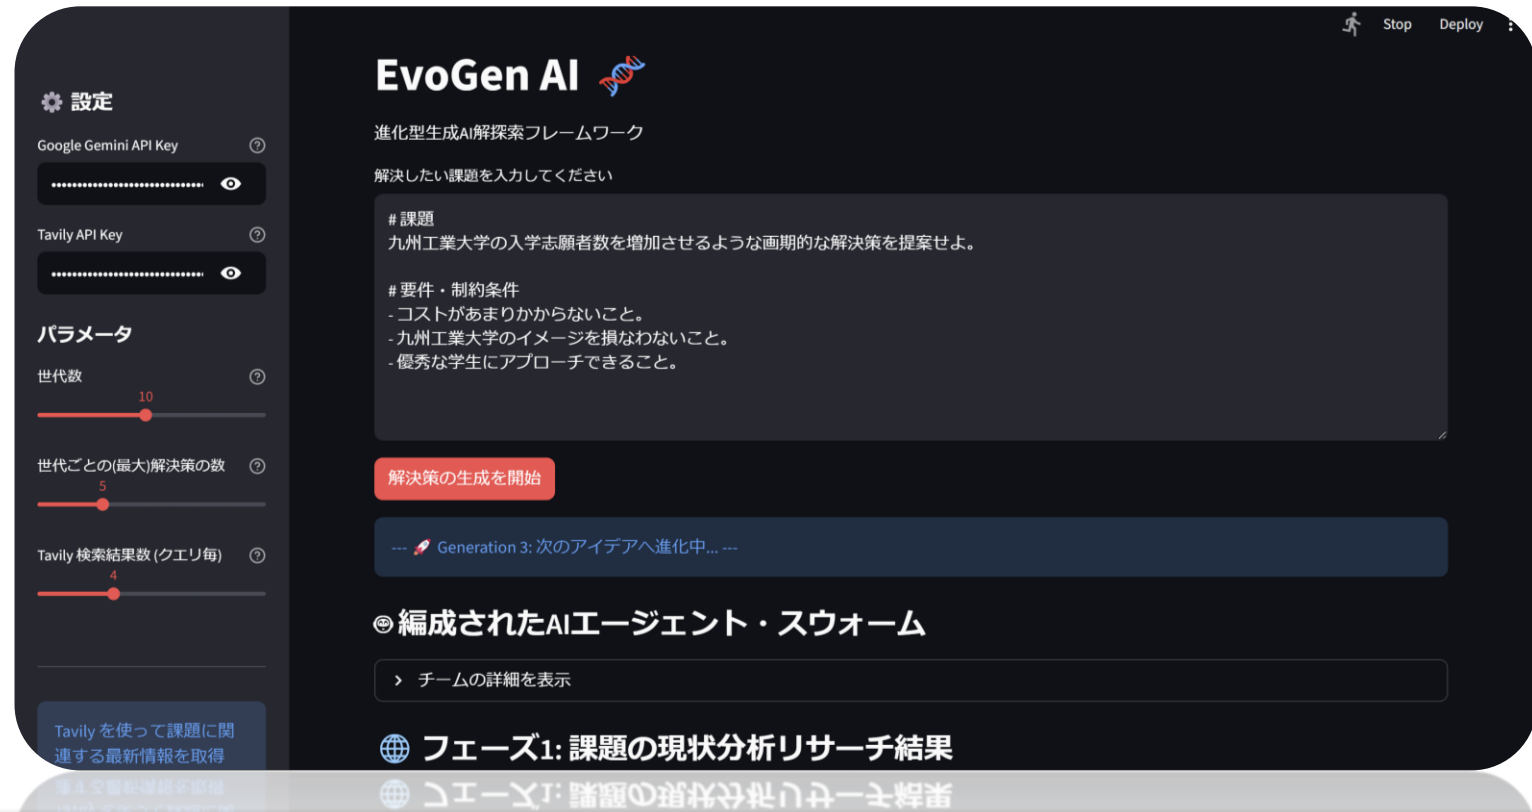 Stop Deploy
設定
Google Gemini API Key
Tavily API Key
パラメータ
世代数
10
世代ごとの(最大)解決策の数
5
Tavily 検索結果数 (クエリ毎)
4
Tavily を使って課題に関
連する最新情報を取得
EvoGen AI
進化型生成AI解探索フレームワーク
解決したい課題を入力してください
# 課題
九州工業大学の入学志願者数を増加させるような画期的な解決策を提案せよ。
# 要件・制約条件
- コストがあまりかからないこと。
- 九州工業大学のイメージを損なわないこと。
- 優秀な学生にアプローチできること。
解決策の生成を開始
--- 🚀 Generation 3: 次のアイデアへ進化中... ---
編成されたAIエージェント・スウォーム
チームの詳細を表示
フェーズ1: 課題の現状分析リサーチ結果